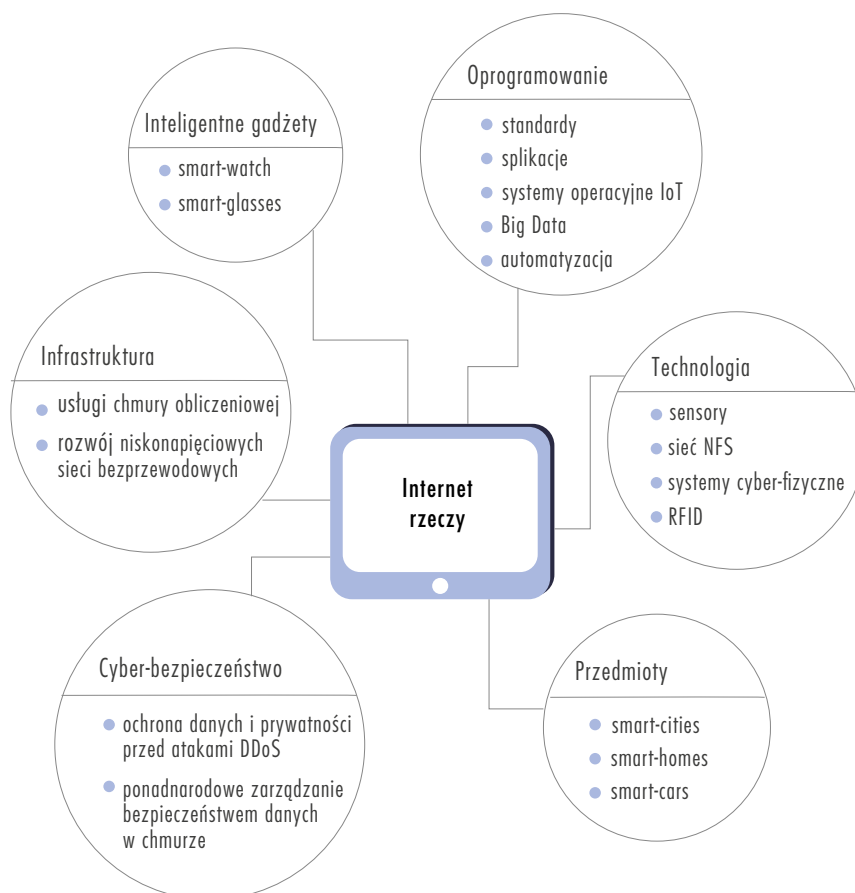 Inteligentne gadżety
smart-watch
smart-glasses
Oprogramowanie
standardy
splikacje
systemy operacyjne IoT
Big Data
automatyzacja
Infrastruktura
usługi chmury obliczeniowej
rozwój niskonapięciowych
sieci bezprzewodowych
Internet
rzeczy
Technologia
sensory
sieć NFS
systemy cyber-fizyczne
RFID
Cyber-bezpieczeństwo
ochrona danych i prywatności
przed atakami DDoS
ponadnarodowe zarządzanie
bezpieczeństwem danych
w chmurze
Przedmioty
smart-cities
smart-homes
smart-cars